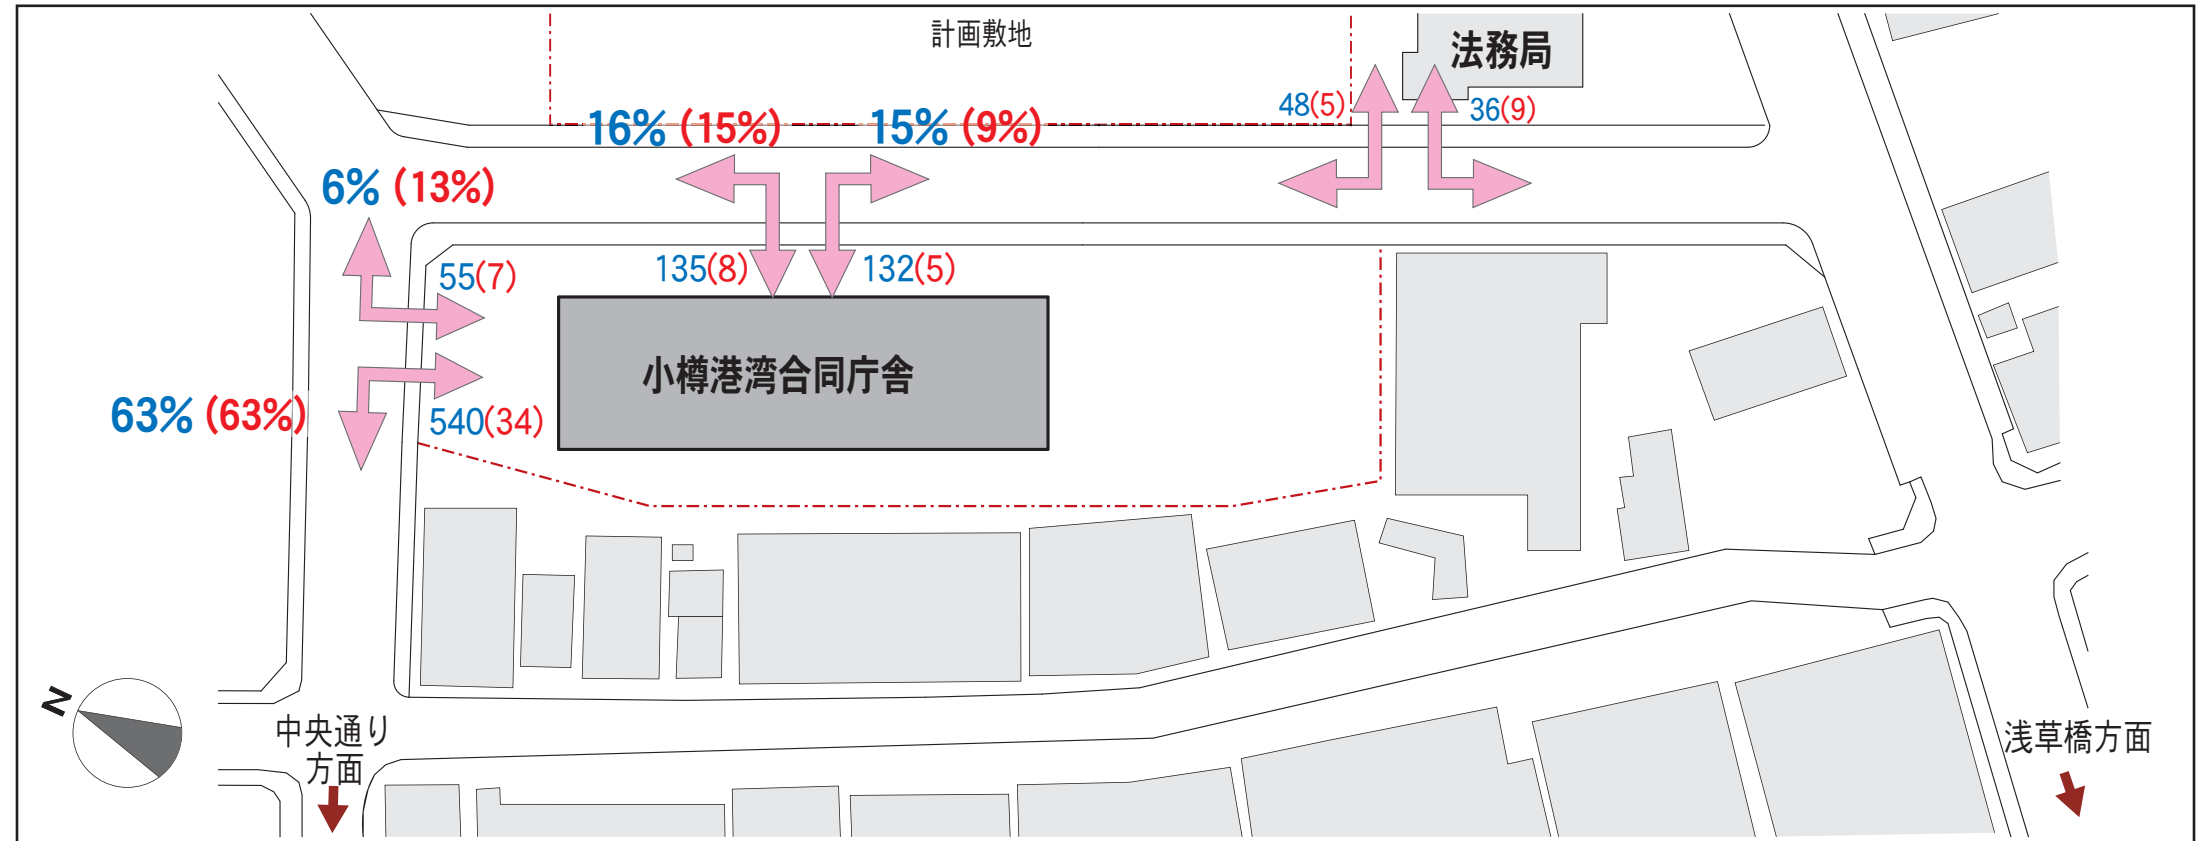 計画敷地
法務局
48(5)
36(9)
16% (15%)
15% (9%)
6% (13%)
55(7)
135(8)
132(5)
小樽港湾合同庁舎
63% (63%)
540(34)
N
中央通り
方面
浅草橋方面